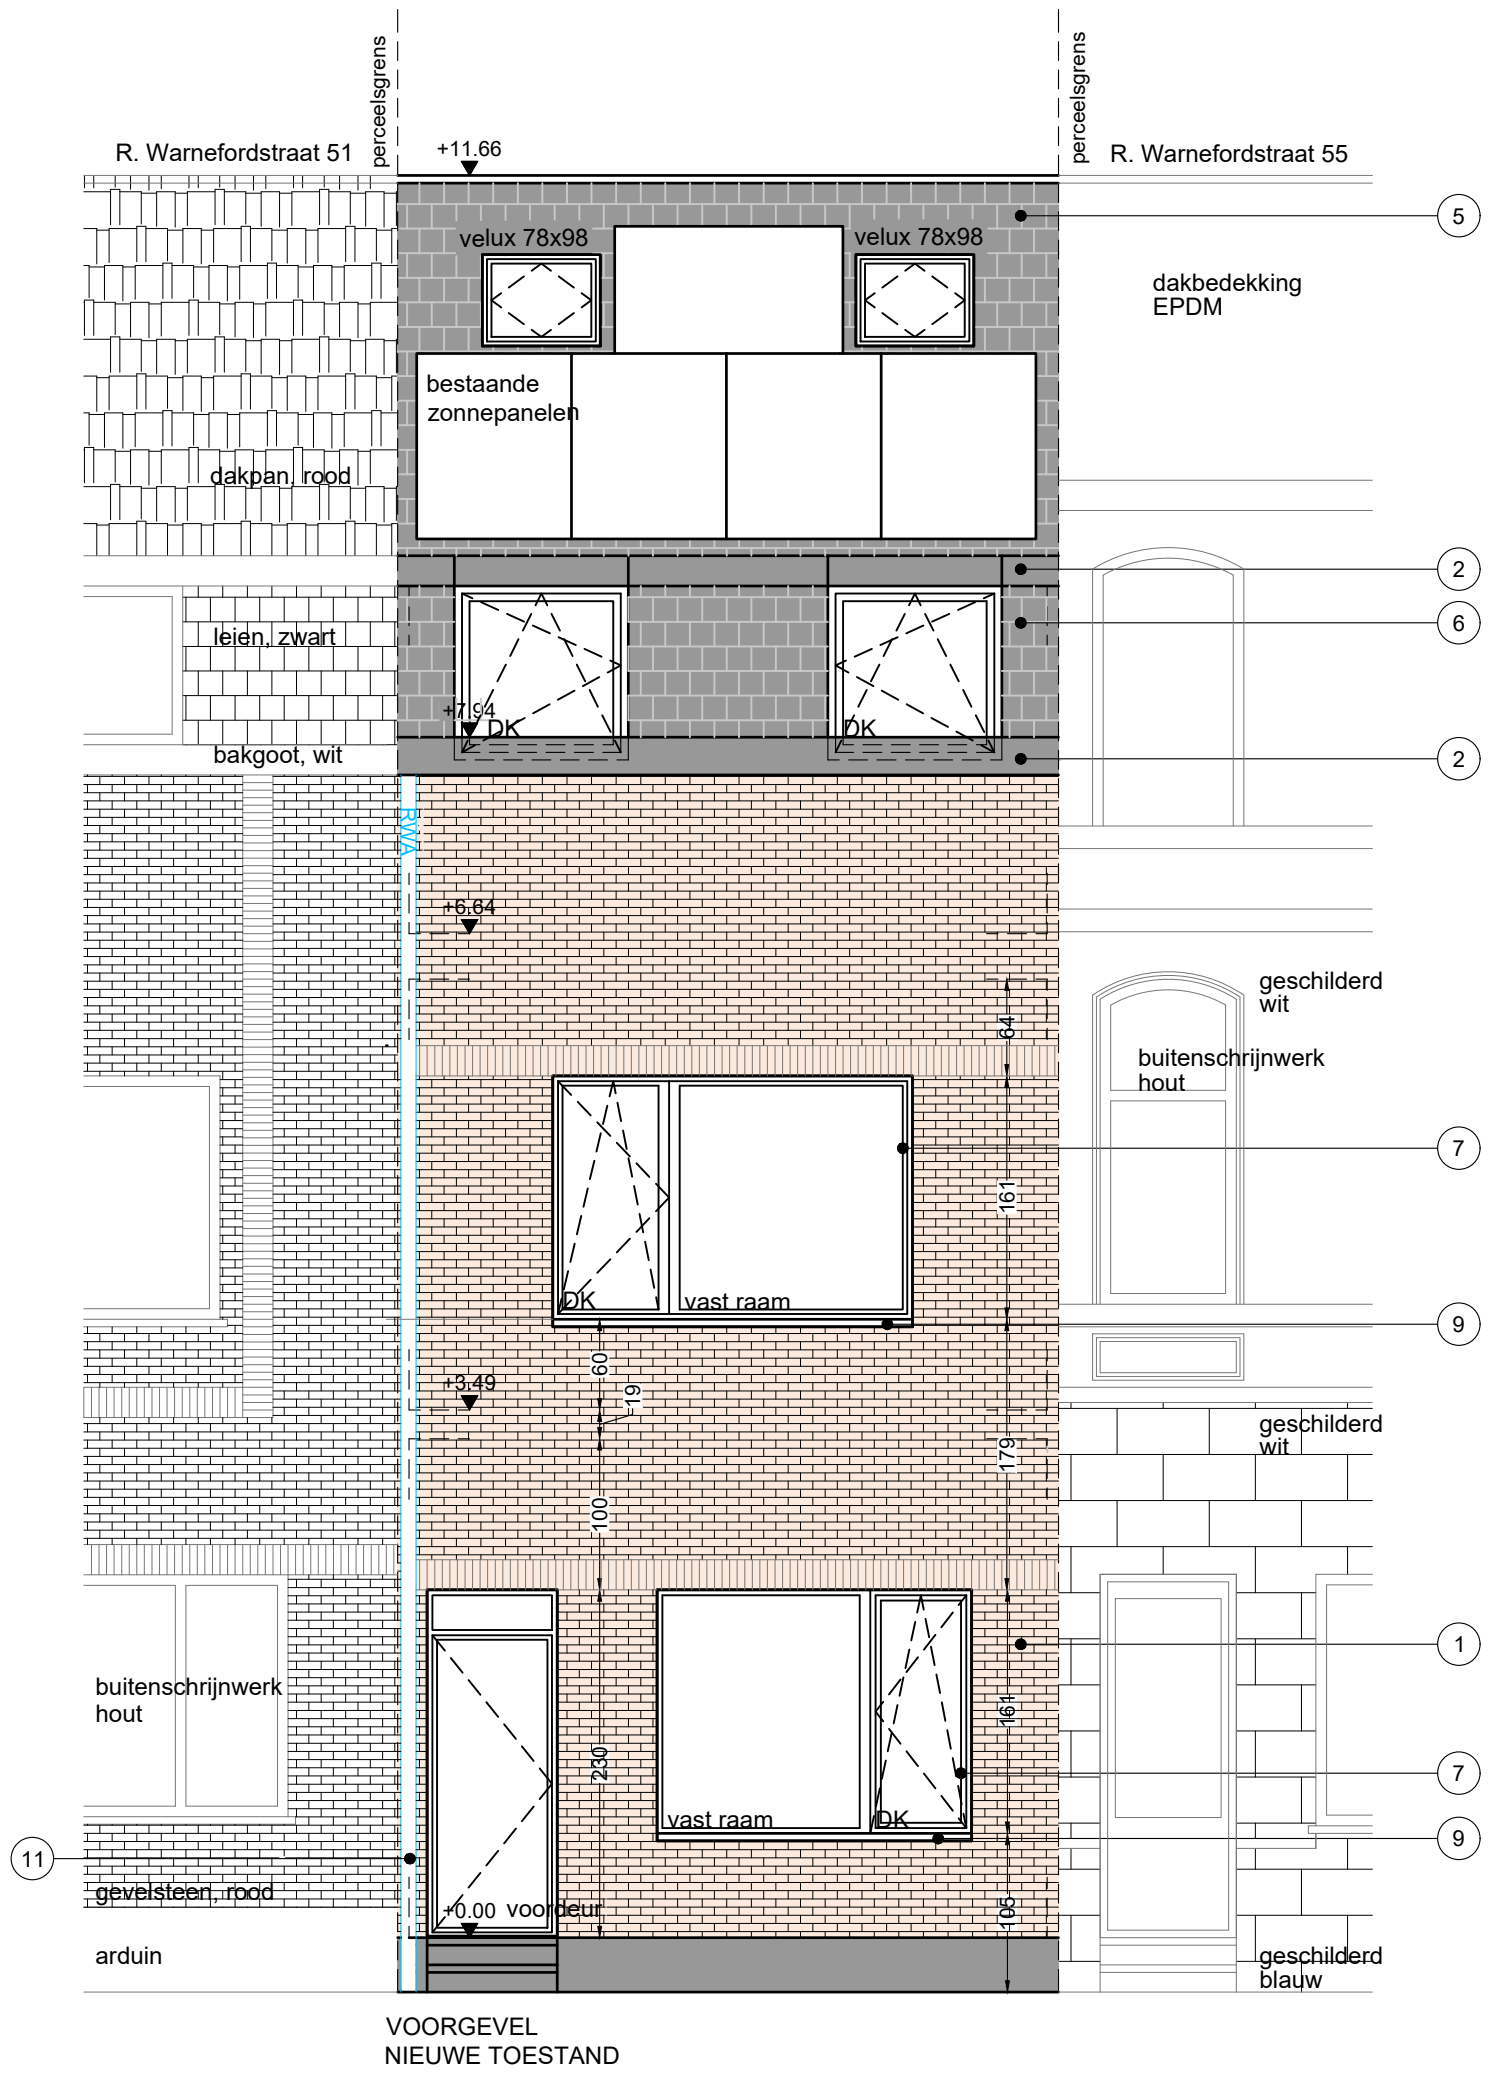 perceelsgrens
perceelsgrens
R. Warnefordstraat 51
+11.66
R. Warnefordstraat 55
5
velux 78x98
velux 78x98
dakbedekking
EPDM
bestaande
zonnepanelen
dakpan, rood
2
6
leien, zwart
+7.94
DK
DK
bakgoot, wit
2
RWA
+6.64
geschilderd
wit
64
buitenschrijnwerk
hout
7
161
DK
vast raam
9
60
+3.49
19
geschilderd
wit
179
100
1
buitenschrijnwerk
hout
161
230
7
vast raam
DK
9
11
gevelsteen, rood
+0.00
voordeur
105
arduin
geschilderd
blauw
VOORGEVEL
NIEUWE TOESTAND